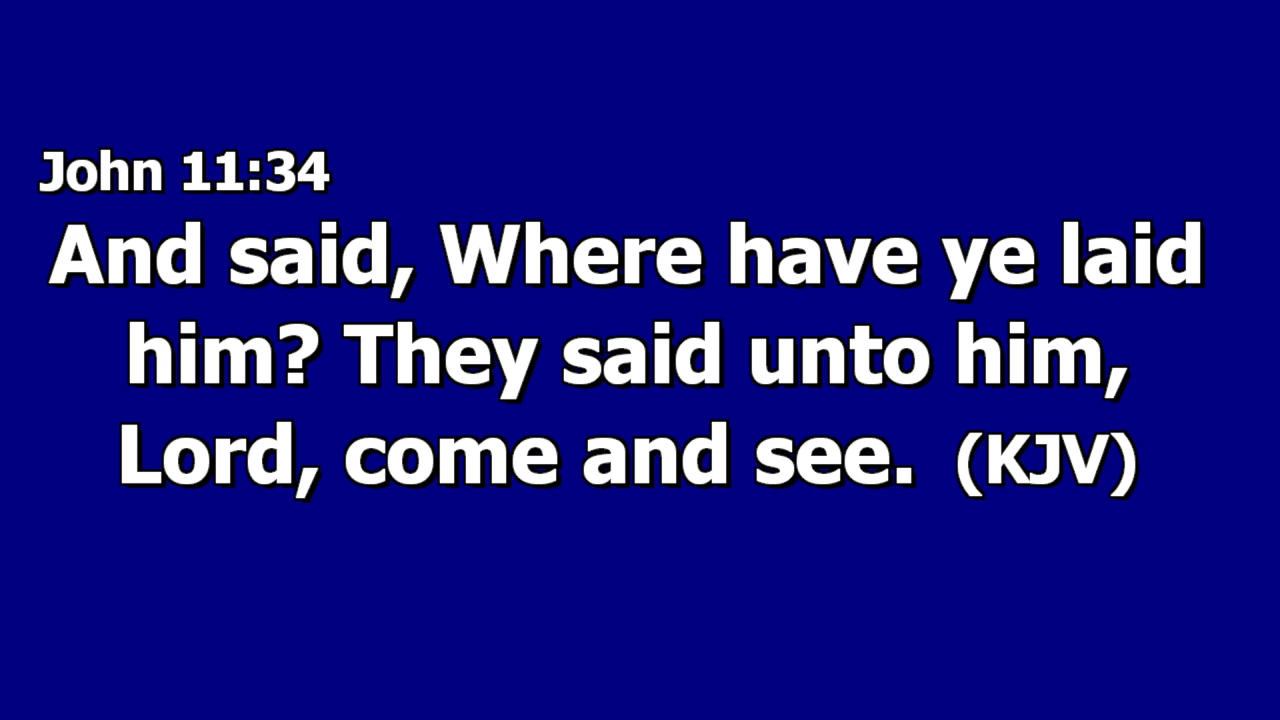 John 11:34
And said, Where have ye laid
him? They said unto him,
Lord, come and see. (KJV)